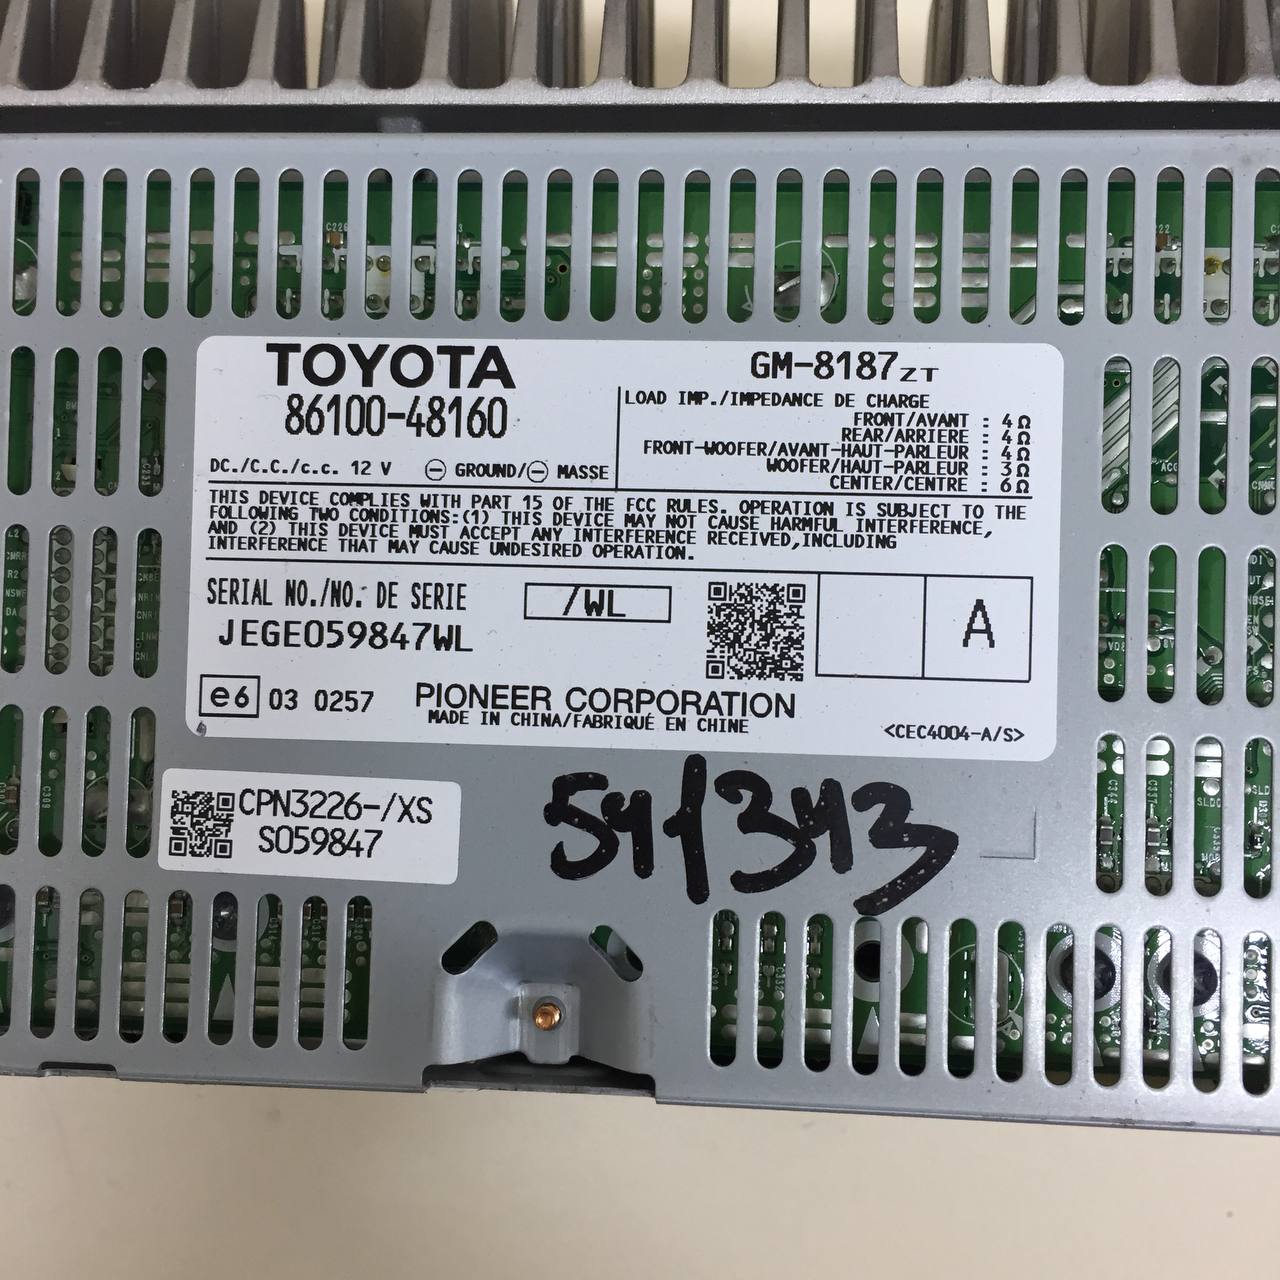 TOYOTA
86100-48160
DC./C.C./c.c. 12 V ⊖ GROUND/⊖ MASSE
GM-8187ZT
LOAD IMP./IMPEDANCE DE CHARGE
FRONT/AVANT : 4Ω
REAR/ARRIERE : 4Ω
FRONT-WOOFER/AVANT-HAUT-PARLEUR : 4Ω
WOOFER/HAUT-PARLEUR : 3Ω
CENTER/CENTRE : 6Ω
THIS DEVICE COMPLIES WITH PART 15 OF THE FCC RULES. OPERATION IS SUBJECT TO THE
FOLLOWING TWO CONDITIONS:(1) THIS DEVICE MAY NOT CAUSE HARMFUL INTERFERENCE,
AND (2) THIS DEVICE MUST ACCEPT ANY INTERFERENCE RECEIVED,INCLUDING
INTERFERENCE THAT MAY CAUSE UNDESIRED OPERATION.
SERIAL NO./NO. DE SERIE
JEGE059847WL
/WL
A
e6 03 0257
PIONEER CORPORATION
MADE IN CHINA/FABRIQUÉ EN CHINE
<CEC4004-A/S>
CPN3226-/XS
S059847
541343